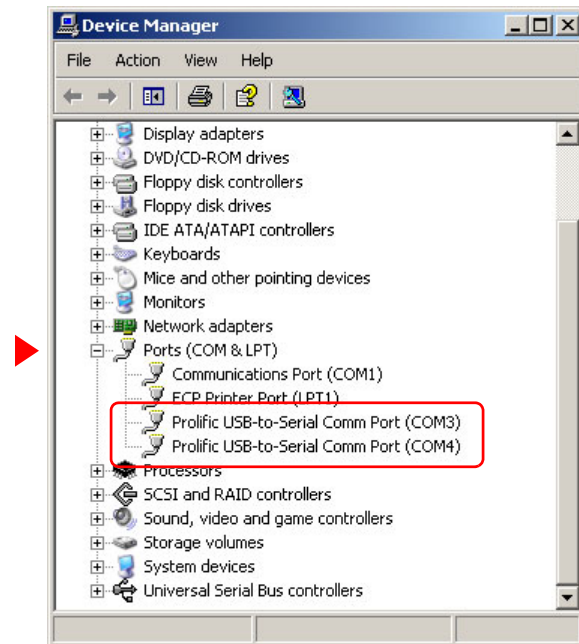 Device Manager
File Action View Help
Display adapters
DVD/CD-ROM drives
Floppy disk controllers
Floppy disk drives
IDE ATA/ATAPI controllers
Keyboards
Mice and other pointing devices
Monitors
Network adapters
Ports (COM & LPT)
Communications Port (COM1)
ECP Printer Port (LPT1)
Prolific USB-to-Serial Comm Port (COM3)
Prolific USB-to-Serial Comm Port (COM4)
Processors
SCSI and RAID controllers
Sound, video and game controllers
Storage volumes
System devices
Universal Serial Bus controllers